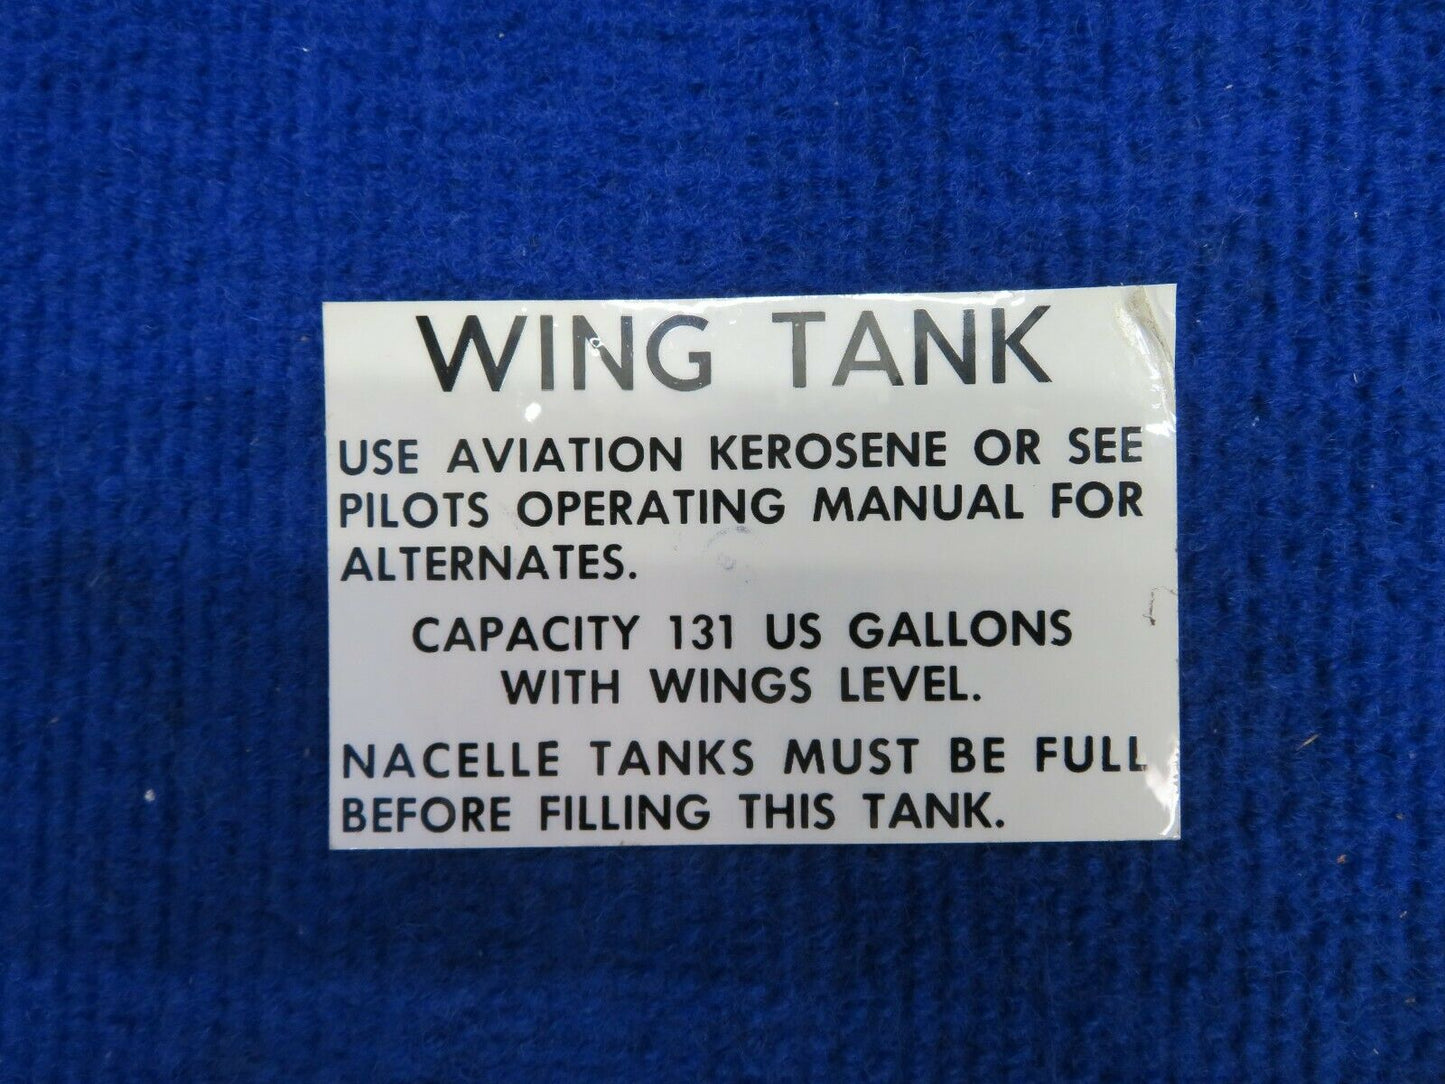 WING TANK
USE AVIATION KEROSENE OR SEE
PILOTS OPERATING MANUAL FOR
ALTERNATES.
CAPACITY 131 US GALLONS
WITH WINGS LEVEL.
NACELLE TANKS MUST BE FULL
BEFORE FILLING THIS TANK.